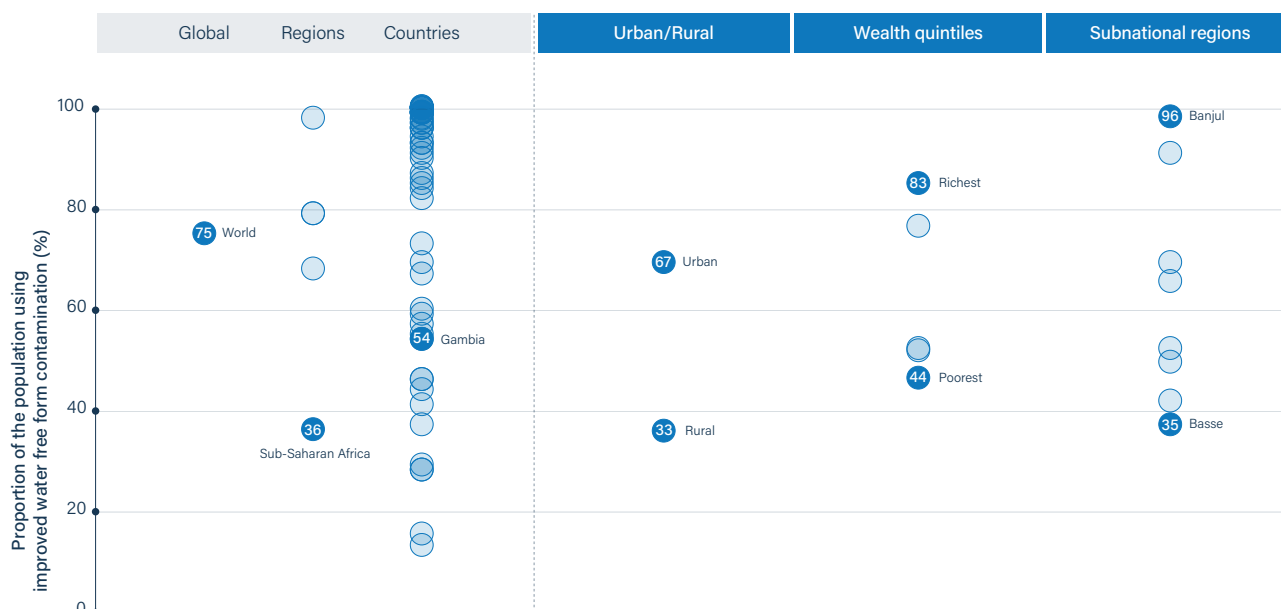 Global Regions Countries Urban/Rural Wealth quintiles Subnational regions
Proportion of the population using
improved water free form contamination (%)
100
80
60
40
20
0
75 World
36
Sub-Saharan Africa
54 Gambia
67 Urban
33 Rural
83 Richest
44 Poorest
96 Banjul
35 Basse